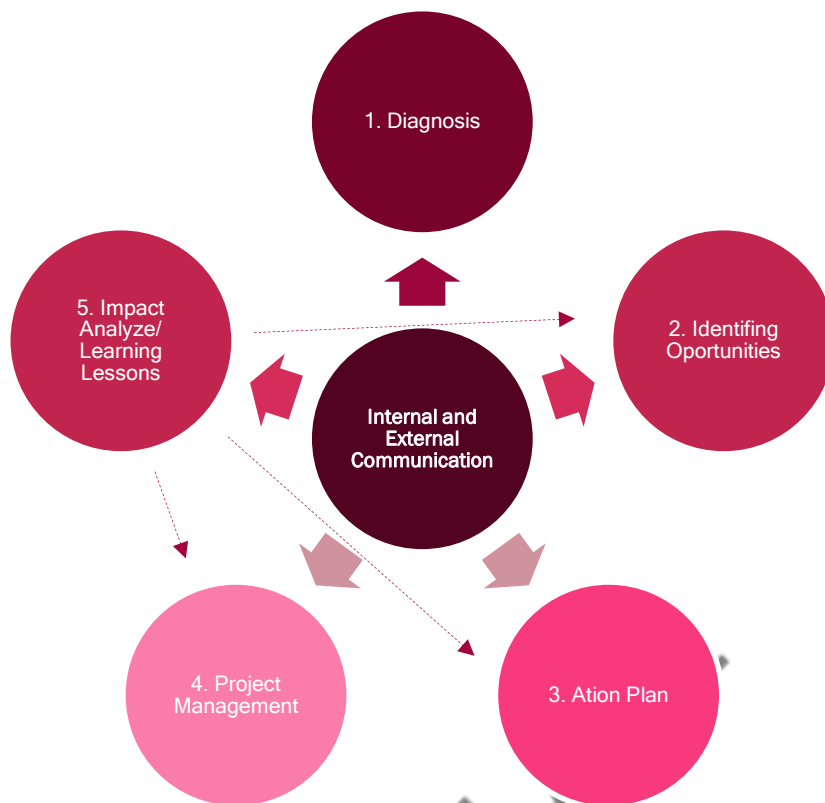 1. Diagnosis
5. Impact
Analyze/
Learning
Lessons
2. Identifing
Oportunities
Internal and
External
Communication
4. Project
Management
3. Ation Plan